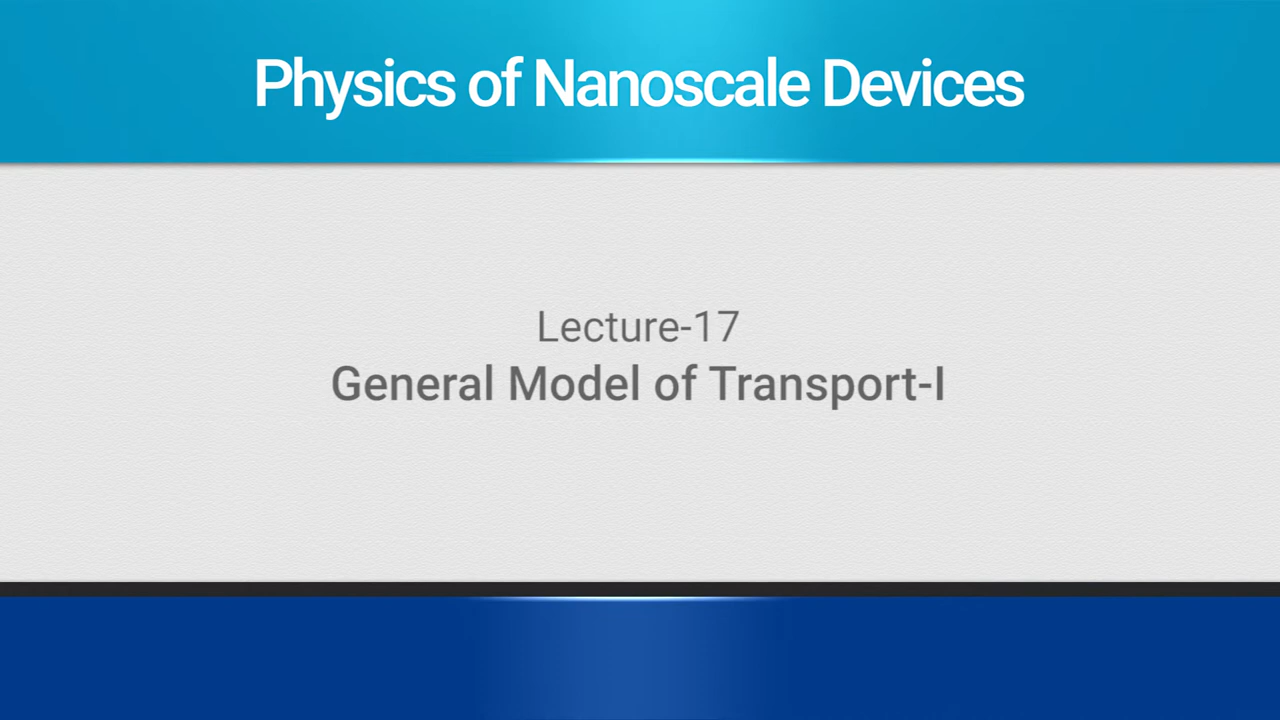 Physics of Nanoscale Devices
Lecture-17
General Model of Transport-I